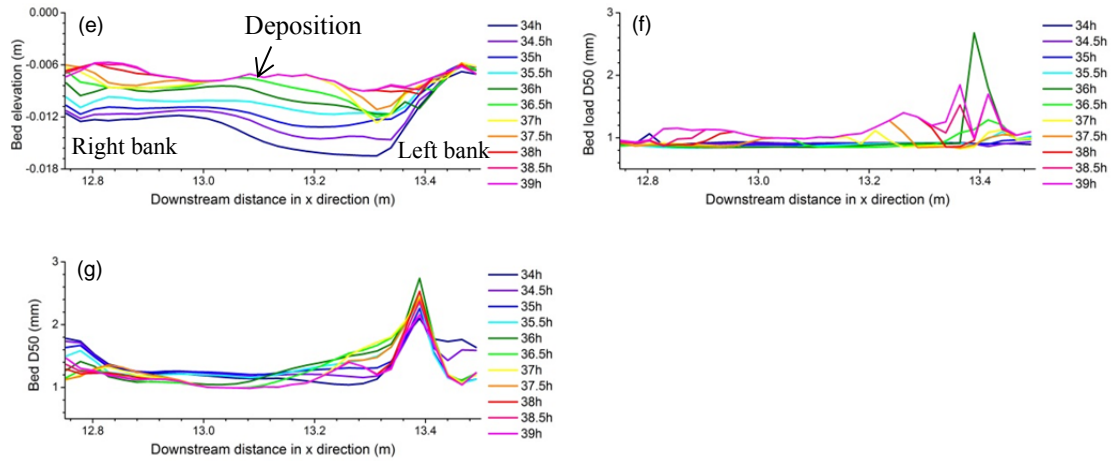 (e)
Deposition
Bed elevation (m)
0.000
-0.006
-0.012
-0.018
Right bank
Left bank
12.8
13.0
13.2
13.4
Downstream distance in x direction (m)
34h
34.5h
35h
35.5h
36h
36.5h
37h
37.5h
38h
38.5h
39h
(f)
Bed load D50 (mm)
3
2
1
12.8
13.0
13.2
13.4
Downstream distance in x direction (m)
34h
34.5h
35h
35.5h
36h
36.5h
37h
37.5h
38h
38.5h
39h
(g)
Bed D50 (mm)
3
2
1
12.8
13.0
13.2
13.4
Downstream distance in x direction (m)
34h
34.5h
35h
35.5h
36h
36.5h
37h
37.5h
38h
38.5h
39h